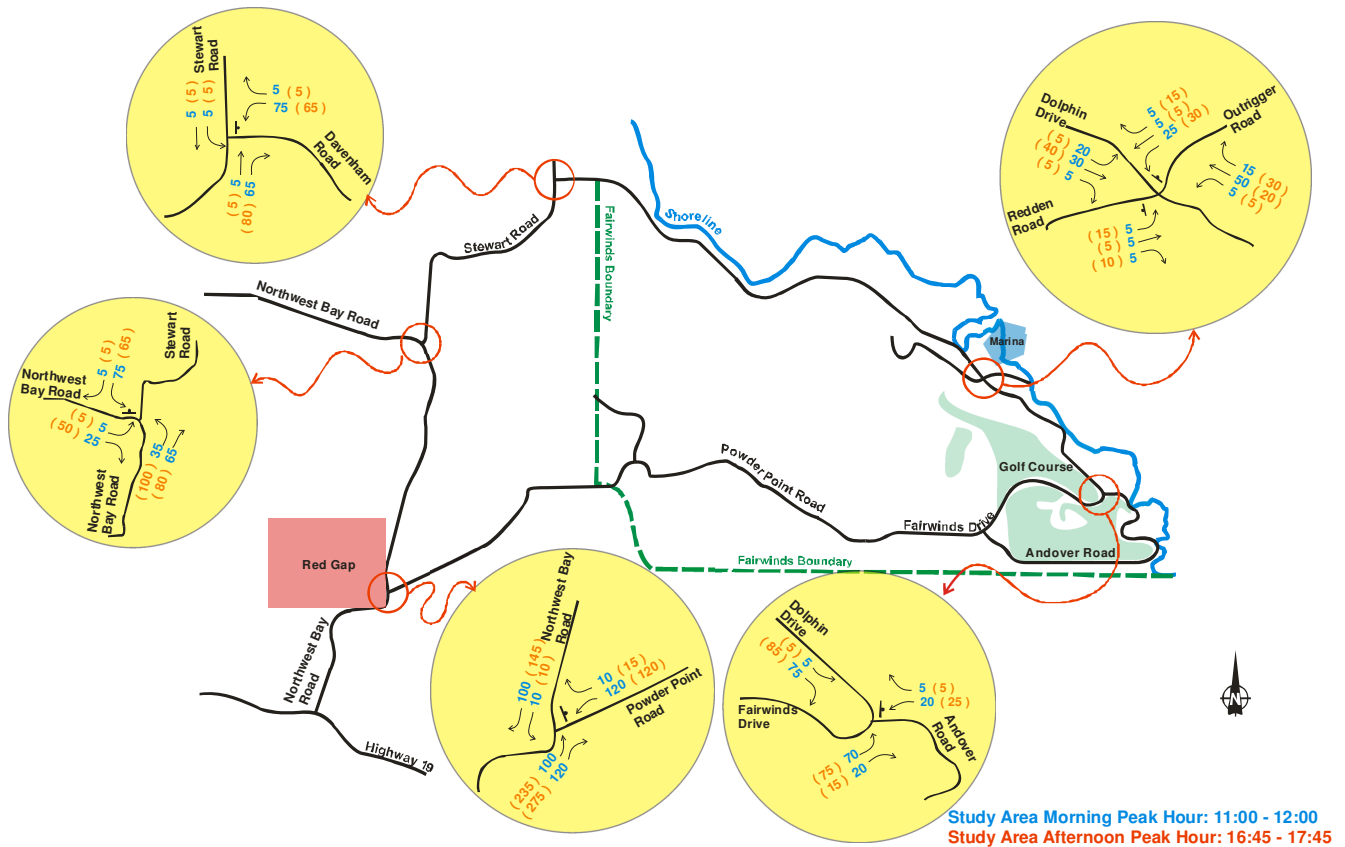 Stewart
Road
5 ( 5 )
5 ( 5 )
5 ( 5 )
75 ( 65 )
Davenham
Road
( 5 ) 5
( 80 ) 65
Dolphin
Drive
Outrigger
Road
5 ( 15 )
5 ( 5 )
25 ( 30 )
( 5 ) 20
( 40 ) 30
( 5 ) 5
15 ( 30 )
50 ( 20 )
5 ( 5 )
Redden
Road
( 15 ) 5
( 5 ) 5
( 10 ) 5
Shoreline
Fairwinds Boundary
Stewart Road
Northwest Bay Road
Marina
Stewart
Road
5 ( 5 )
75 ( 65 )
Northwest
Bay Road
( 5 ) 5
( 50 ) 25
( 100 ) 35
( 80 ) 65
Northwest
Bay Road
Golf Course
Powder Point Road
Fairwinds Drive
Andover Road
Red Gap
Fairwinds Boundary
Northwest Bay
Road
Highway 19
Northwest Bay
Road
100 ( 145 )
10 ( 10 )
10 ( 15 )
120 ( 120 )
Powder Point
Road
( 235 ) 100
( 275 ) 120
Dolphin
Drive
( 5 ) 5
( 85 ) 75
Fairwinds
Drive
5 ( 5 )
20 ( 25 )
Andover
Road
( 75 ) 70
( 15 ) 20
N
Study Area Morning Peak Hour: 11:00 - 12:00
Study Area Afternoon Peak Hour: 16:45 - 17:45